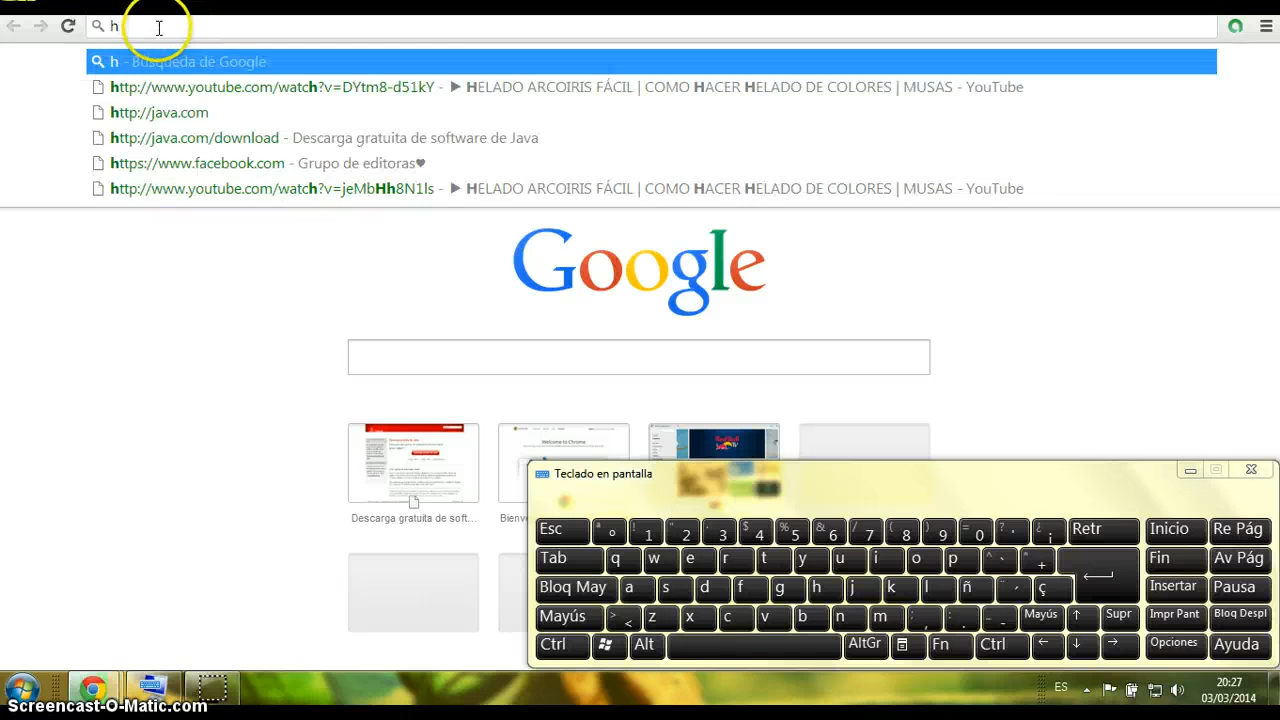 h
h - Búsqueda de Google
http://www.youtube.com/watch?v=DYtm8-d51kY - ▶ HELADO ARCOIRIS FÁCIL | COMO HACER HELADO DE COLORES | MUSAS - YouTube
http://java.com
http://java.com/download - Descarga gratuita de software de Java
https://www.facebook.com - Grupo de editoras♥
http://www.youtube.com/watch?v=jeMbHh8N1ls - ▶ HELADO ARCOIRIS FÁCIL | COMO HACER HELADO DE COLORES | MUSAS - YouTube
Google
Welcome to Chrome
Descarga gratuita de soft...
Bienve
Teclado en pantalla
Esc ª º ! 1 " 2 · 3 $ 4 % 5 & 6 / 7 ( 8 ) 9 = 0 ? ' ¿ ¡ Retr Inicio Re Pág
Tab q w e r t y u i o p ^ ` * + Fin Av Pág
Bloq May a s d f g h j k l ñ ¨ ´ ç Insertar Pausa
Mayús > < z x c v b n m ; , : . _ - Mayús ↑ Supr Impr Pant Bloq Despl
Ctrl Alt AltGr Fn Ctrl ← ↓ → Opciones Ayuda
ES
20:27
03/03/2014
Screencast-O-Matic.com